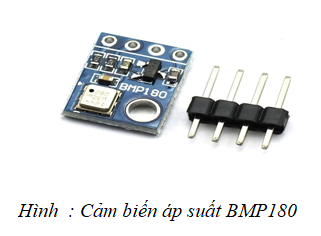 BMP180
Hình : Cảm biến áp suất BMP180